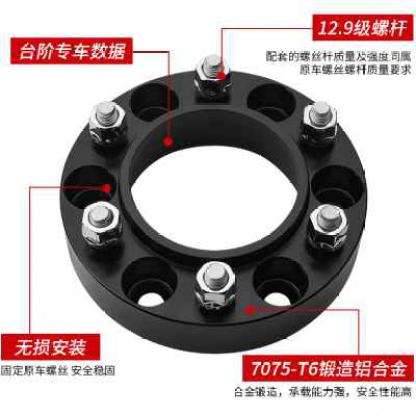 12.9级螺杆
配套的螺丝杆质量及强度同属
原车螺丝螺杆质量要求
台阶专车数据
无损安装
固定原车螺丝 安全稳固
7075-T6锻造铝合金
合金锻造，承载能力强，安全性能高